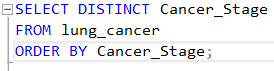 SELECT DISTINCT Cancer_Stage
FROM lung_cancer
ORDER BY Cancer_Stage;